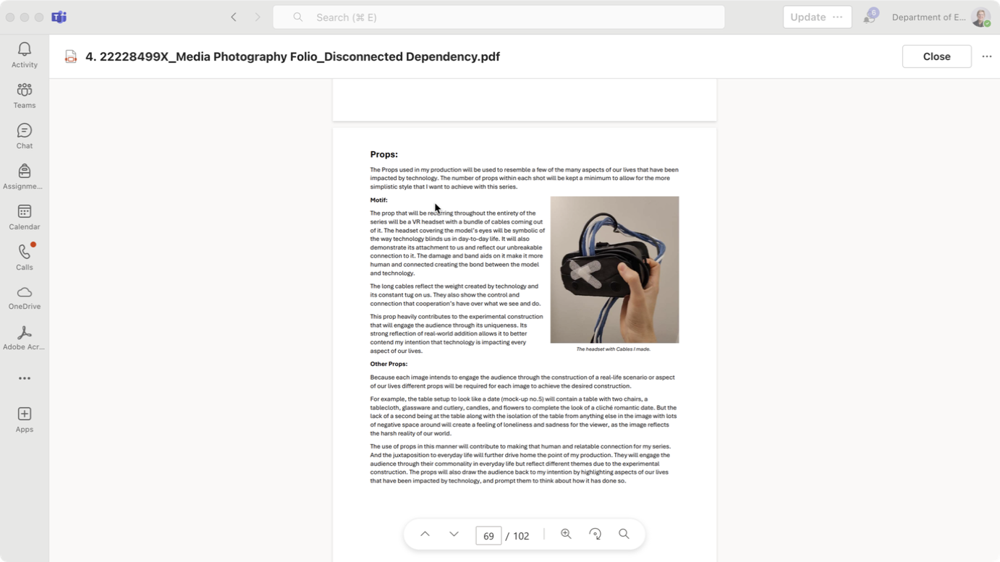 Search (⌘ E)
Update
6
Department of E...
Activity
Teams
Chat
Assignme...
Calendar
Calls
OneDrive
Adobe Acr...
Apps
4. 22228499X_Media Photography Folio_Disconnected Dependency.pdf
Close
Props:
The Props used in my production will be used to resemble a few of the many aspects of our lives that have been
impacted by technology. The number of props within each shot will be kept a minimum to allow for the more
simplistic style that I want to achieve with this series.
Motif:
The prop that will be recurring throughout the entirety of the
series will be a VR headset with a bundle of cables coming out
of it. The headset covering the model's eyes will be symbolic of
the way technology blinds us in day-to-day life. It will also
demonstrate its attachment to us and reflect our unbreakable
connection to it. The damage and band aids on it make it more
human and connected creating the bond between the model
and technology.
The long cables reflect the weight created by technology and
its constant tug on us. They also show the control and
connection that cooperation's have over what we see and do.
This prop heavily contributes to the experimental construction
that will engage the audience through its uniqueness. Its
strong reflection of real-world addition allows it to better
contend my intention that technology is impacting every
aspect of our lives.
The headset with Cables I made.
Other Props:
Because each image intends to engage the audience through the construction of a real-life scenario or aspect
of our lives different props will be required for each image to achieve the desired construction.
For example, the table setup to look like a date (mock-up no.5) will contain a table with two chairs, a
tablecloth, glassware and cutlery, candles, and flowers to complete the look of a cliché romantic date. But the
lack of a second being at the table along with the isolation of the table from anything else in the image with lots
of negative space around will create a feeling of loneliness and sadness for the viewer, as the image reflects
the harsh reality of our world.
The use of props in this manner will contribute to making that human and relatable connection for my series.
And the juxtaposition to everyday life will further drive home the point of my production. They will engage the
audience through their commonality in everyday life but reflect different themes due to the experimental
construction. The props will also draw the audience back to my intention by highlighting aspects of our lives
that have been impacted by technology, and prompt them to think about how it has done so.
69 / 102